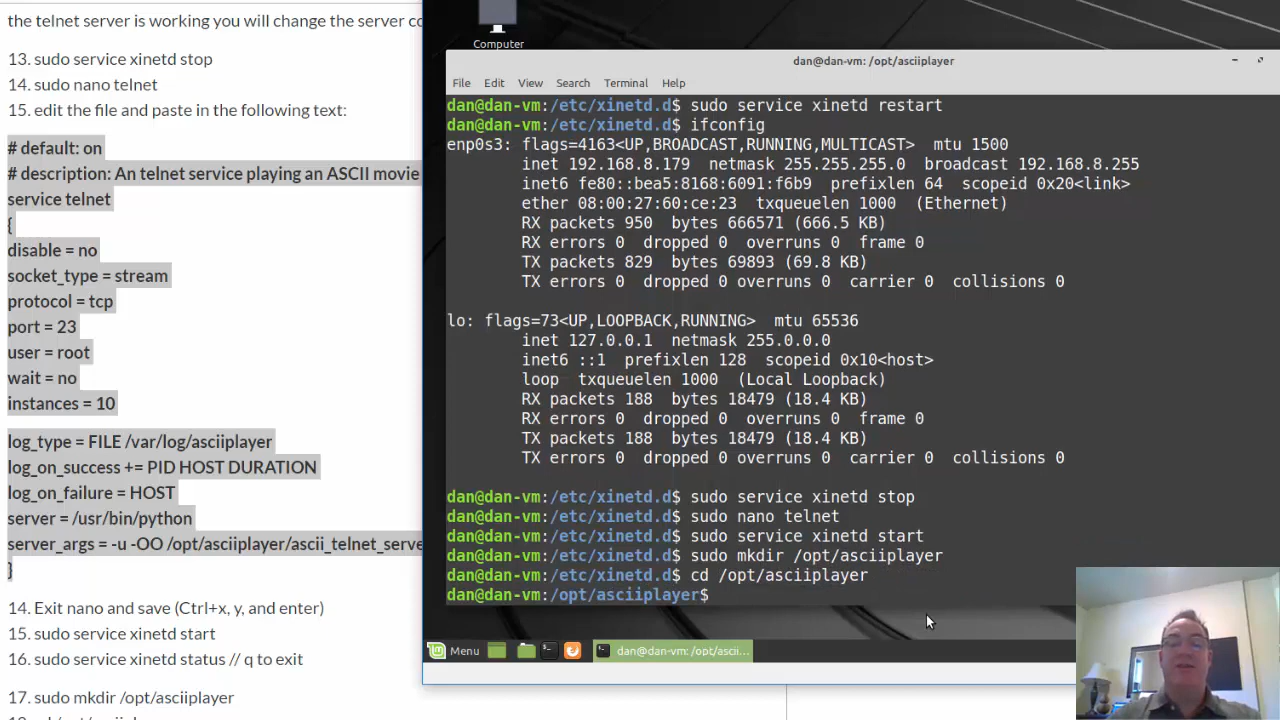 the telnet server is working you will change the server co
13. sudo service xinetd stop
14. sudo nano telnet
15. edit the file and paste in the following text:
# default: on
# description: An telnet service playing an ASCII movie
service telnet
{
disable = no
socket_type = stream
protocol = tcp
port = 23
user = root
wait = no
instances = 10
log_type = FILE /var/log/asciiplayer
log_on_success += PID HOST DURATION
log_on_failure = HOST
server = /usr/bin/python
server_args = -u -OO /opt/asciiplayer/ascii_telnet_serve
}
14. Exit nano and save (Ctrl+x, y, and enter)
15. sudo service xinetd start
16. sudo service xinetd status // q to exit
17. sudo mkdir /opt/asciiplayer
Computer
dan@dan-vm: /opt/asciiplayer
File Edit View Search Terminal Help
dan@dan-vm:/etc/xinetd.d$ sudo service xinetd restart
dan@dan-vm:/etc/xinetd.d$ ifconfig
enp0s3: flags=4163<UP,BROADCAST,RUNNING,MULTICAST>  mtu 1500
inet 192.168.8.179  netmask 255.255.255.0  broadcast 192.168.8.255
inet6 fe80::bea5:8168:6091:f6b9  prefixlen 64  scopeid 0x20<link>
ether 08:00:27:60:ce:23  txqueuelen 1000  (Ethernet)
RX packets 950  bytes 666571 (666.5 KB)
RX errors 0  dropped 0  overruns 0  frame 0
TX packets 829  bytes 69893 (69.8 KB)
TX errors 0  dropped 0 overruns 0  carrier 0  collisions 0
lo: flags=73<UP,LOOPBACK,RUNNING>  mtu 65536
inet 127.0.0.1  netmask 255.0.0.0
inet6 ::1  prefixlen 128  scopeid 0x10<host>
loop  txqueuelen 1000  (Local Loopback)
RX packets 188  bytes 18479 (18.4 KB)
RX errors 0  dropped 0  overruns 0  frame 0
TX packets 188  bytes 18479 (18.4 KB)
TX errors 0  dropped 0 overruns 0  carrier 0  collisions 0
dan@dan-vm:/etc/xinetd.d$ sudo service xinetd stop
dan@dan-vm:/etc/xinetd.d$ sudo nano telnet
dan@dan-vm:/etc/xinetd.d$ sudo service xinetd start
dan@dan-vm:/etc/xinetd.d$ sudo mkdir /opt/asciiplayer
dan@dan-vm:/etc/xinetd.d$ cd /opt/asciiplayer
dan@dan-vm:/opt/asciiplayer$
Menu
dan@dan-vm: /opt/ascii...